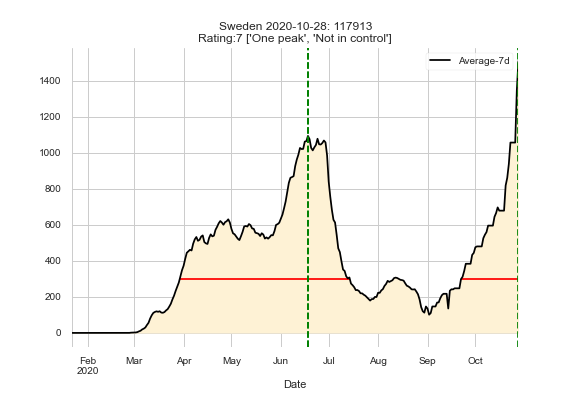 Sweden 2020-10-28: 117913
Rating:7 ['One peak', 'Not in control']
Average-7d
1400
1200
1000
800
600
400
200
0
Feb Mar Apr May Jun Jul Aug Sep Oct
2020
Date